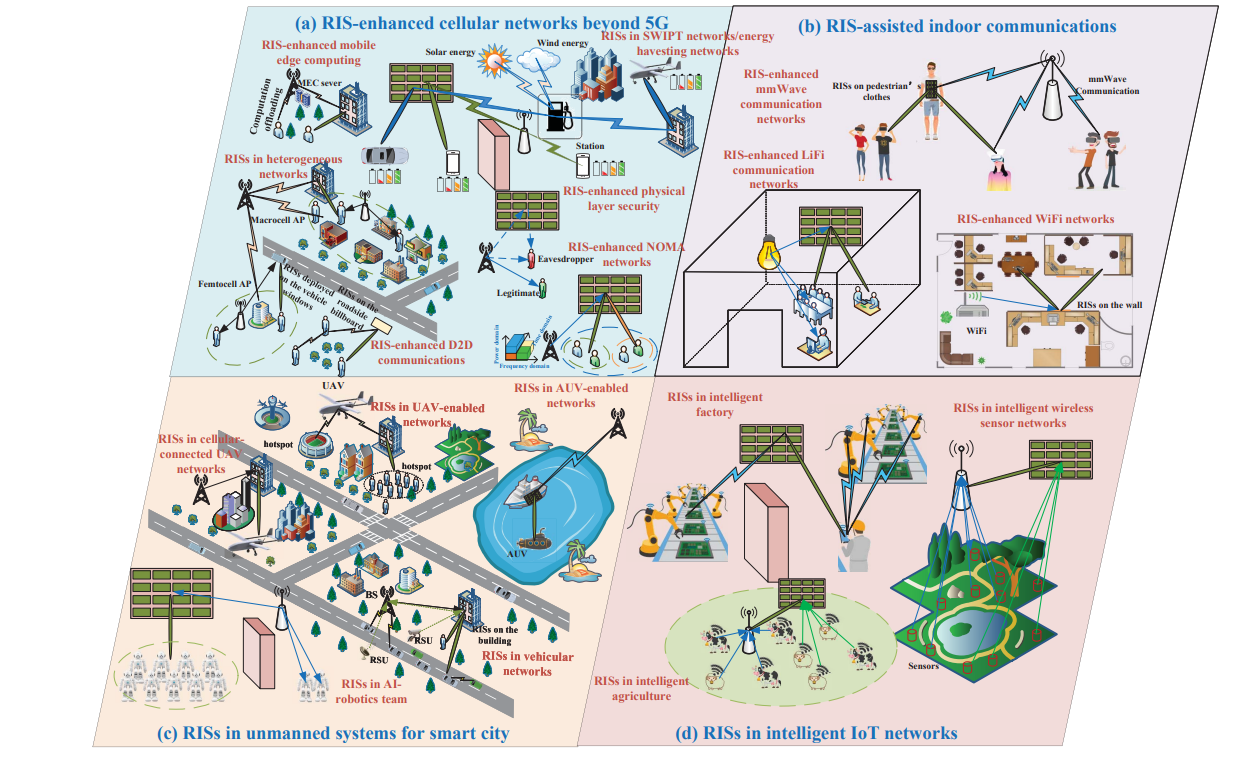 (a) RIS-enhanced cellular networks beyond 5G
RIS-enhanced mobile
edge computing
MEC sever
Computation
offloading
Solar energy
Wind energy
RISs in SWIPT networks/energy
havesting networks
Station
RISs in heterogeneous
networks
Macrocell AP
Femtocell AP
RISs deployed
on the vehicle
windows
RISs on the
roadside
billboard
RIS-enhanced physical
layer security
Eavesdropper
Legitimate
RIS-enhanced NOMA
networks
Power domain
Time domain
Frequency domain
RIS-enhanced D2D
communications
(b) RIS-assisted indoor communications
RIS-enhanced
mmWave
communication
networks
RISs on pedestrian's
clothes
mmWave
Communication
RIS-enhanced LiFi
communication
networks
RIS-enhanced WiFi networks
RISs on the wall
WiFi
UAV
RISs in UAV-enabled
networks
RISs in AUV-enabled
networks
hotspot
hotspot
RISs in cellular-
connected UAV
networks
AUV
BS
RSU
RSU
RISs on the
building
RISs in vehicular
networks
RISs in AI-
robotics team
(c) RISs in unmanned systems for smart city
RISs in intelligent
factory
RISs in intelligent wireless
sensor networks
Sensors
RISs in intelligent
agriculture
(d) RISs in intelligent IoT networks